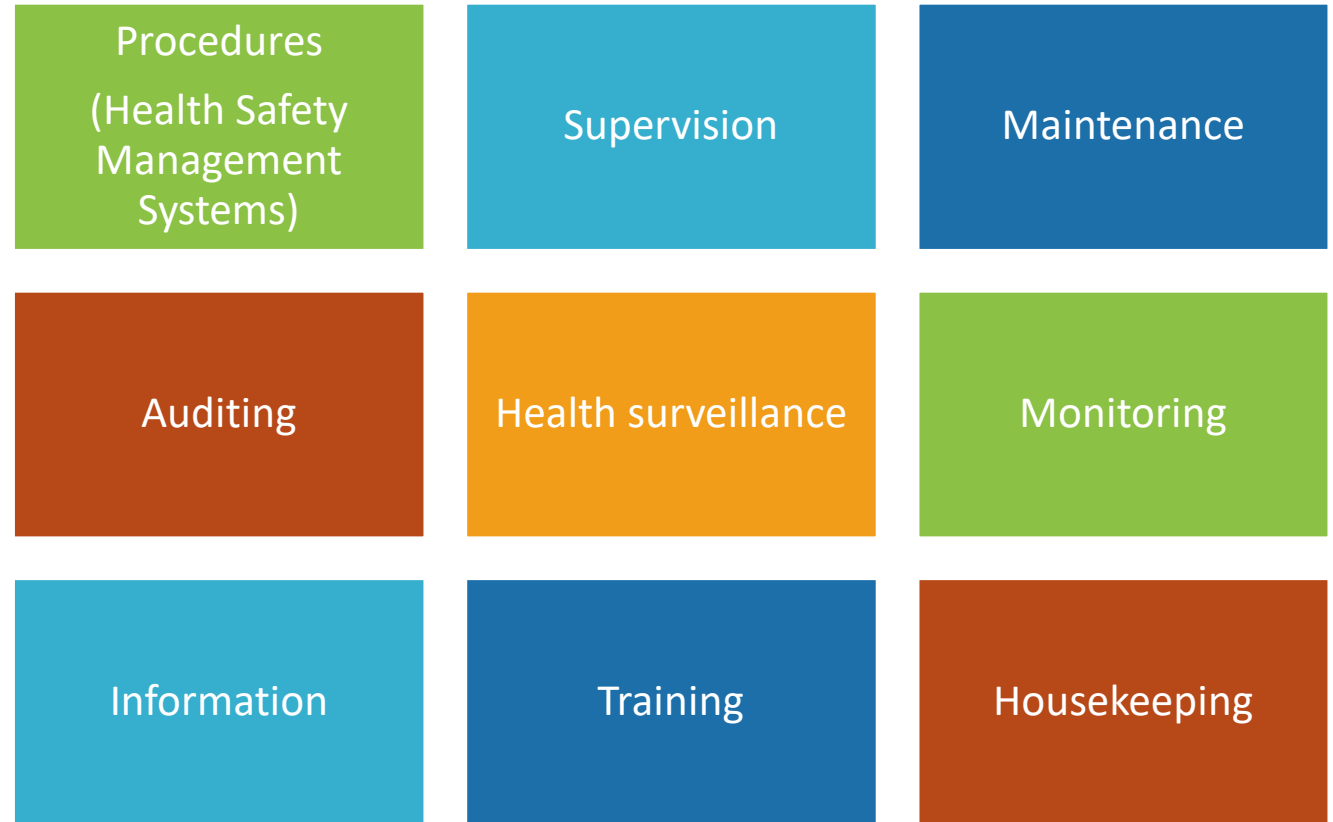 Procedures
(Health Safety
Management
Systems)
Supervision
Maintenance
Auditing
Health surveillance
Monitoring
Information
Training
Housekeeping